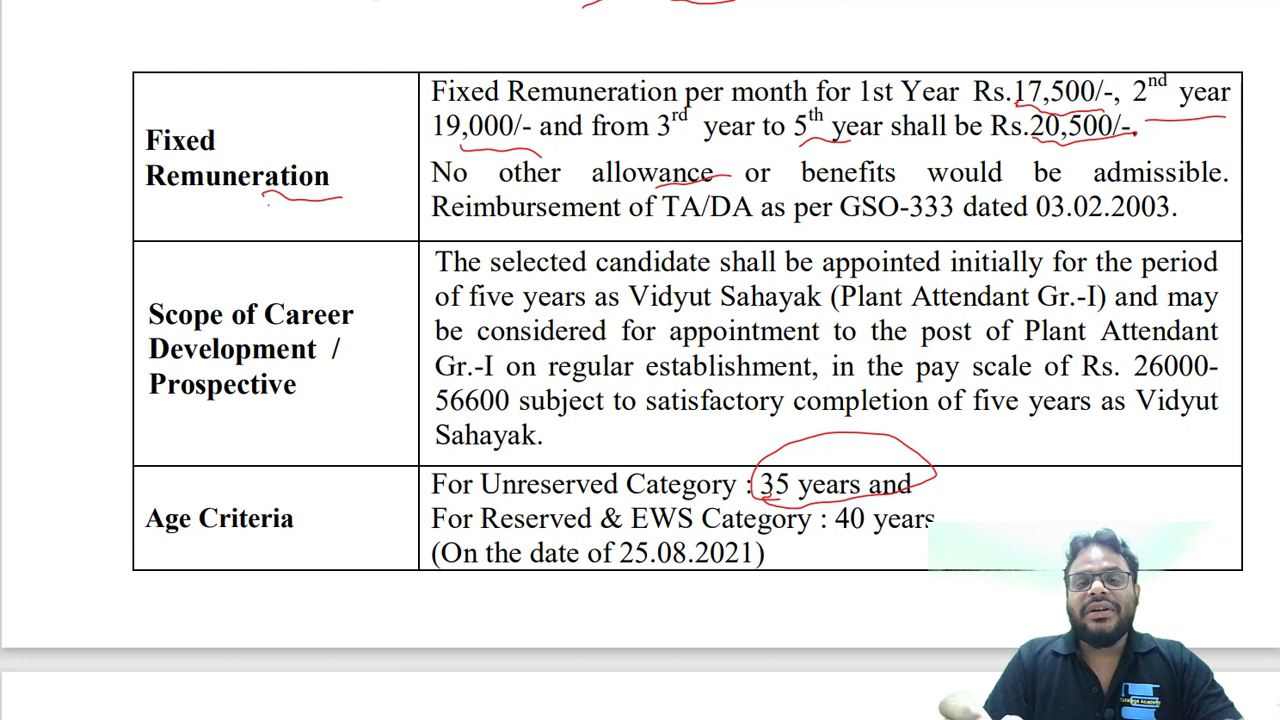 Fixed
Remuneration
Fixed Remuneration per month for 1st Year Rs.17,500/-, 2nd year
19,000/- and from 3rd year to 5th year shall be Rs.20,500/-.
No other allowance or benefits would be admissible.
Reimbursement of TA/DA as per GSO-333 dated 03.02.2003.
Scope of Career
Development /
Prospective
The selected candidate shall be appointed initially for the period
of five years as Vidyut Sahayak (Plant Attendant Gr.-I) and may
be considered for appointment to the post of Plant Attendant
Gr.-I on regular establishment, in the pay scale of Rs. 26000-
56600 subject to satisfactory completion of five years as Vidyut
Sahayak.
Age Criteria
For Unreserved Category : 35 years and
For Reserved & EWS Category : 40 years
(On the date of 25.08.2021)